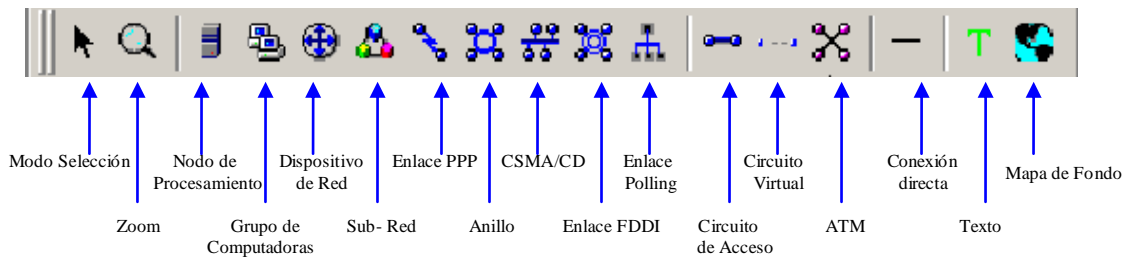 Modo Selección
Nodo de
Procesamiento
Dispositivo
de Red
Enlace PPP
CSMA/CD
Enlace
Polling
Circuito
Virtual
Conexión
directa
Mapa de Fondo
Zoom
Grupo de
Computadoras
Sub- Red
Anillo
Enlace FDDI
Circuito
de Acceso
ATM
Texto